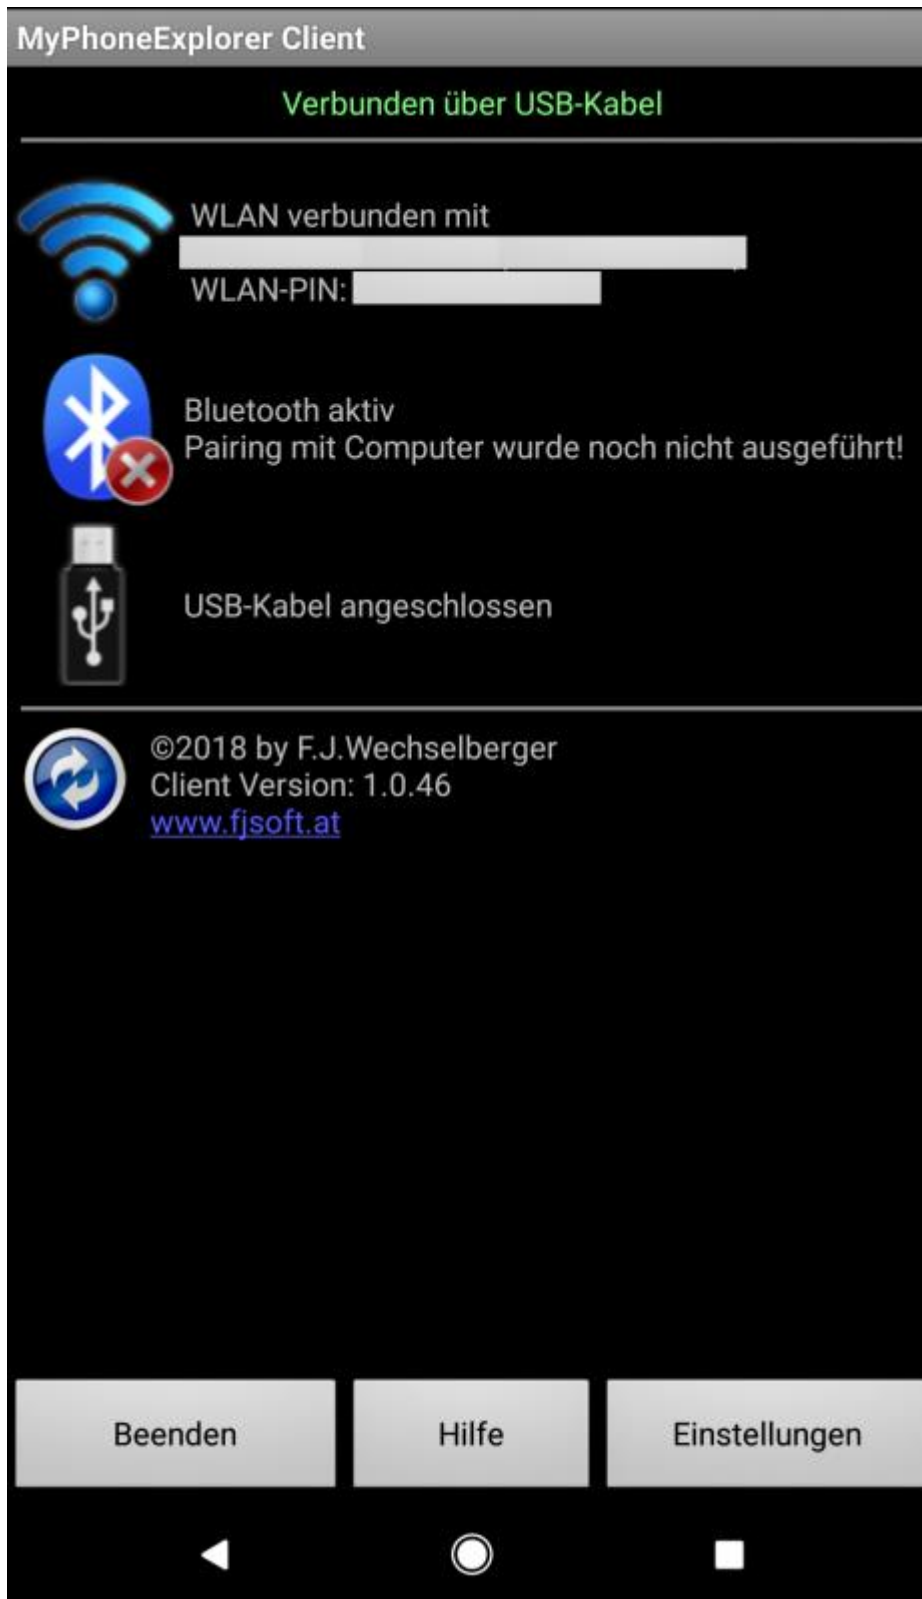 MyPhoneExplorer Client
Verbunden über USB-Kabel
WLAN verbunden mit
WLAN-PIN:
Bluetooth aktiv
Pairing mit Computer wurde noch nicht ausgeführt!
USB-Kabel angeschlossen
©2018 by F.J.Wechselberger
Client Version: 1.0.46
www.fjsoft.at
Beenden
Hilfe
Einstellungen